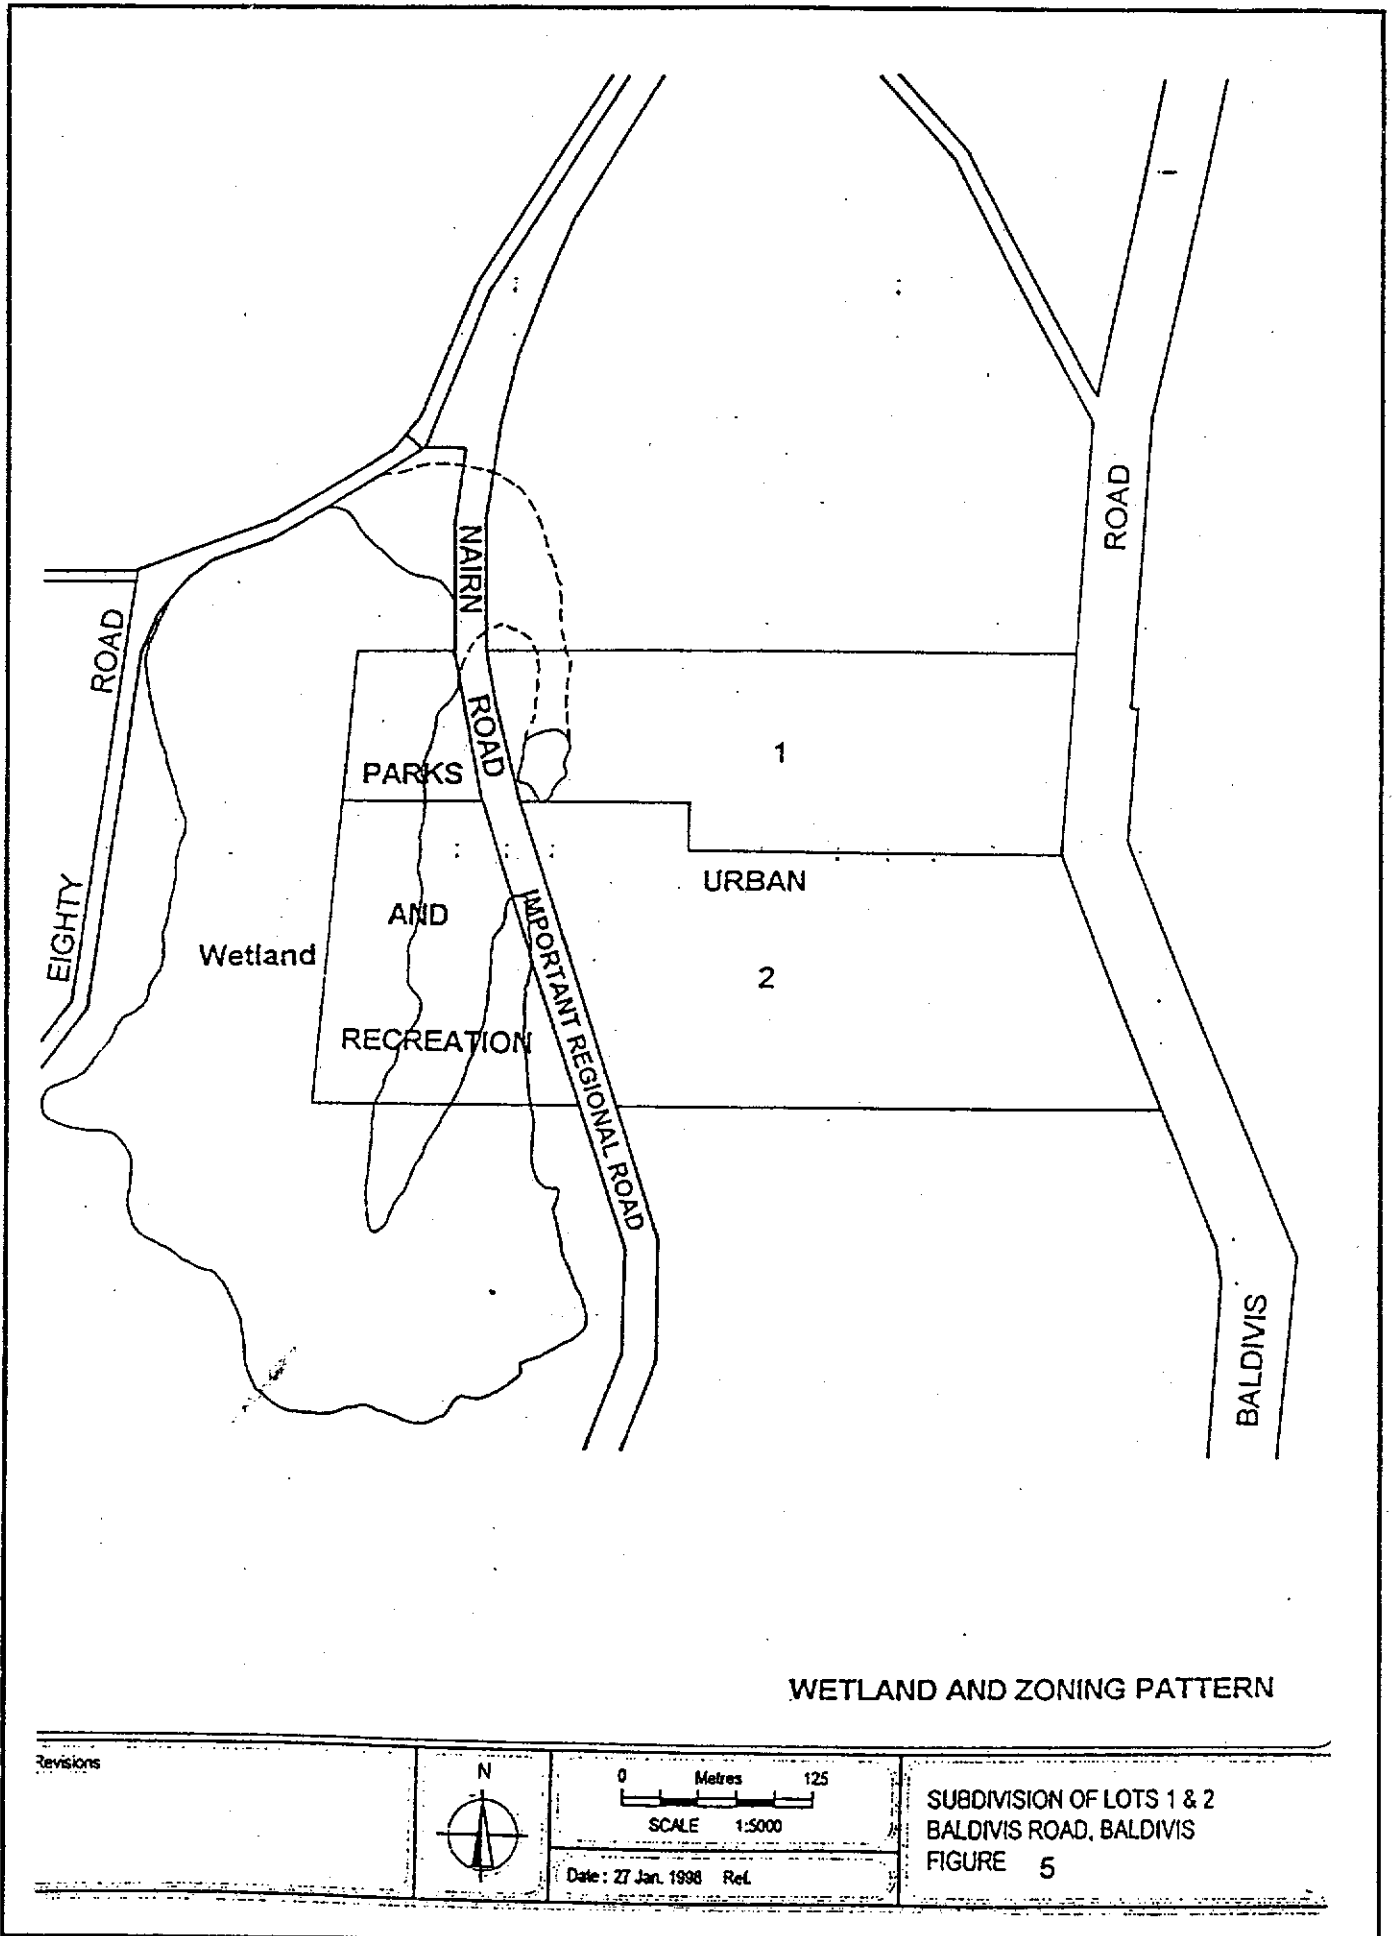 NAIRN
ROAD
ROAD
ROAD
PARKS
1
URBAN
EIGHTY
AND
Wetland
2
IMPORTANT REGIONAL ROAD
RECREATION
BALDIVIS
WETLAND AND ZONING PATTERN
Revisions
N
0 Metres 125
SCALE 1:5000
Date: 27 Jan. 1998 Ref.
SUBDIVISION OF LOTS 1 & 2
BALDIVIS ROAD, BALDIVIS
FIGURE 5